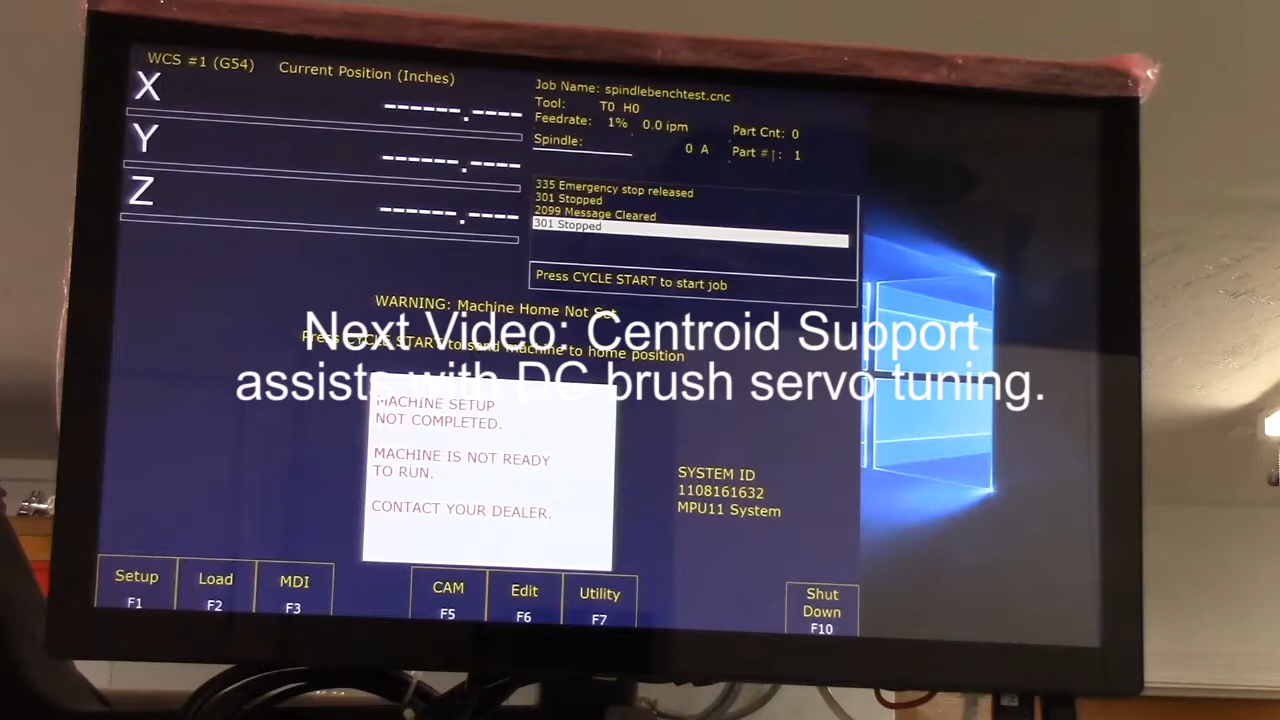 WCS #1 (G54) Current Position (Inches)
X ------.----
Y ------.----
Z ------.----
Job Name: spindlebenchtest.cnc
Tool: T0 H0
Feedrate: 1% 0.0 ipm Part Cnt: 0
Spindle: 0 A Part #: 1
335 Emergency stop released
301 Stopped
2099 Message Cleared
301 Stopped
Press CYCLE START to start job
WARNING: Machine Home Not Set
Press CYCLE START to send machine to home position
Next Video: Centroid Support
assists with DC brush servo tuning.
MACHINE SETUP
NOT COMPLETED.
MACHINE IS NOT READY
TO RUN.
CONTACT YOUR DEALER.
SYSTEM ID
1108161632
MPU11 System
Setup Load MDI CAM Edit Utility Shut
Down
F1 F2 F3 F5 F6 F7 F10